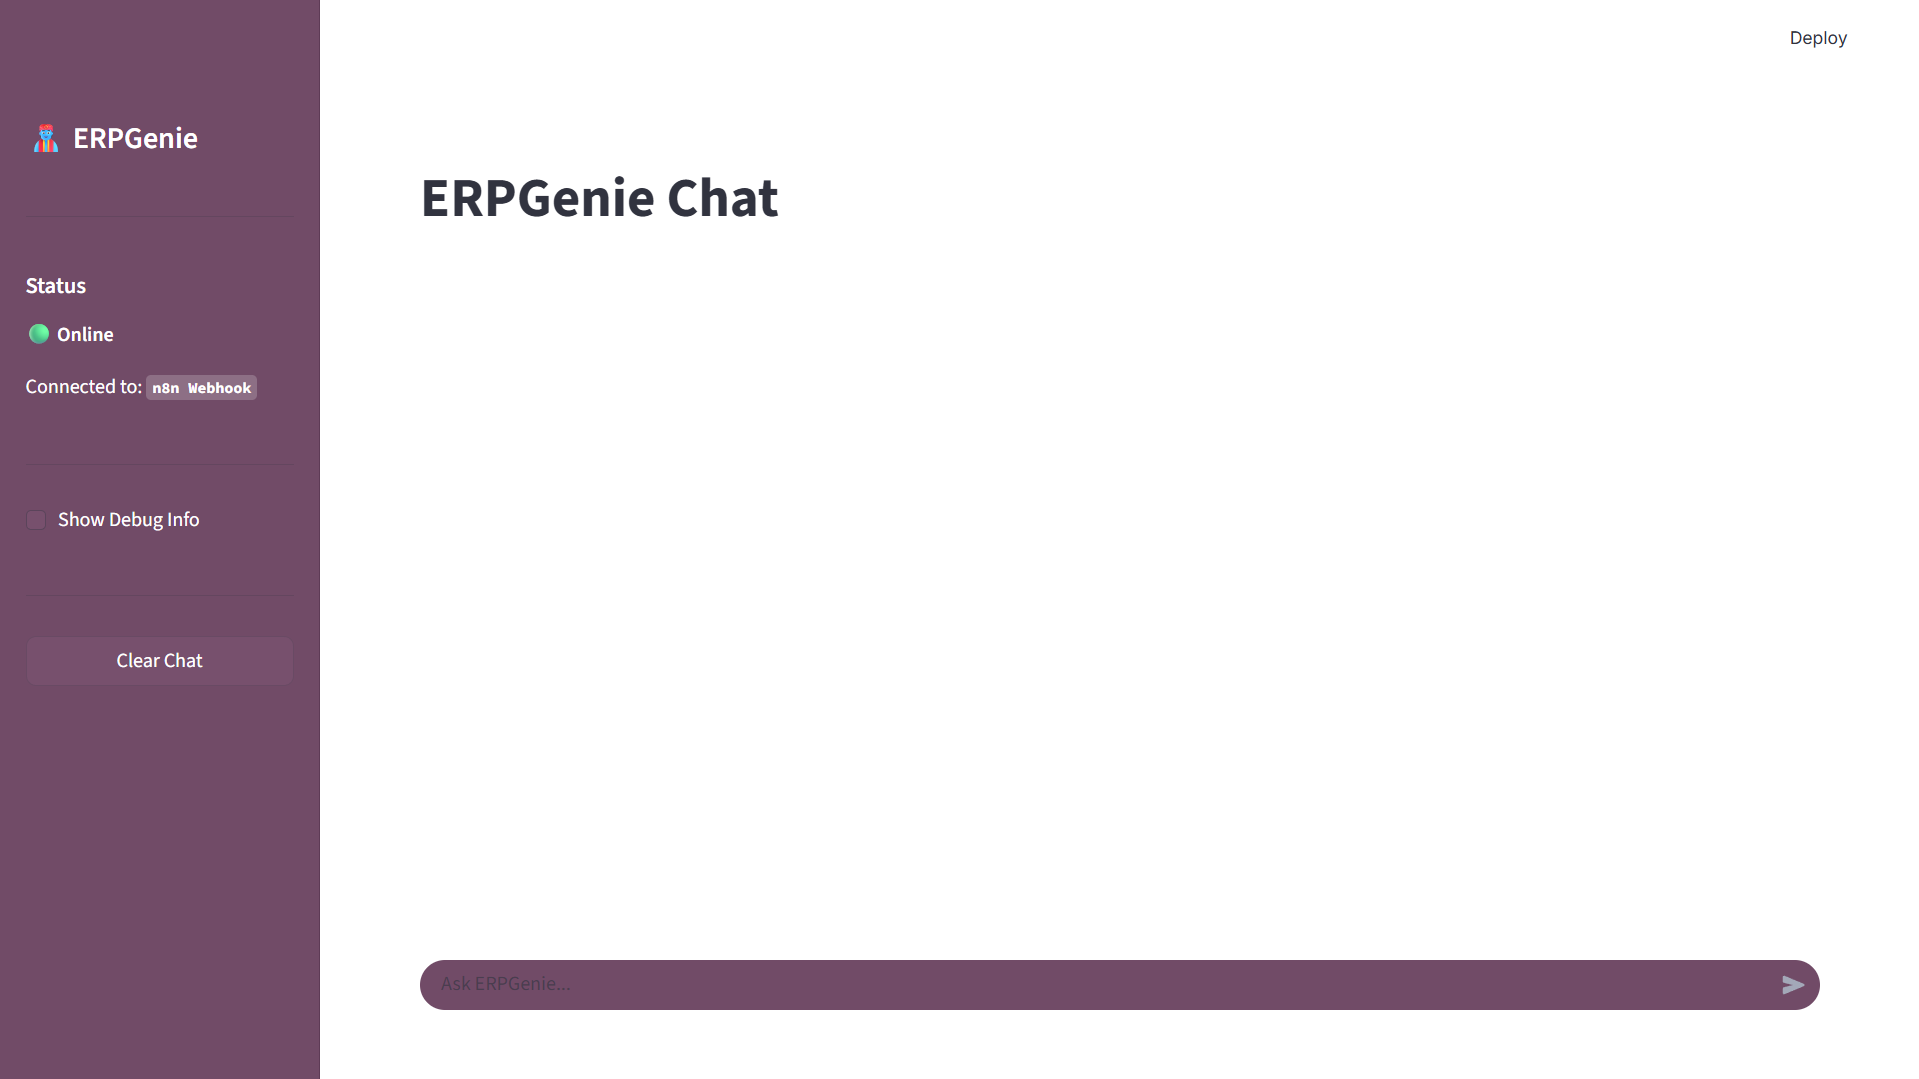 Deploy
ERPGenie
ERPGenie Chat
Status
Online
Connected to: n8n Webhook
Show Debug Info
Clear Chat
Ask ERPGenie...